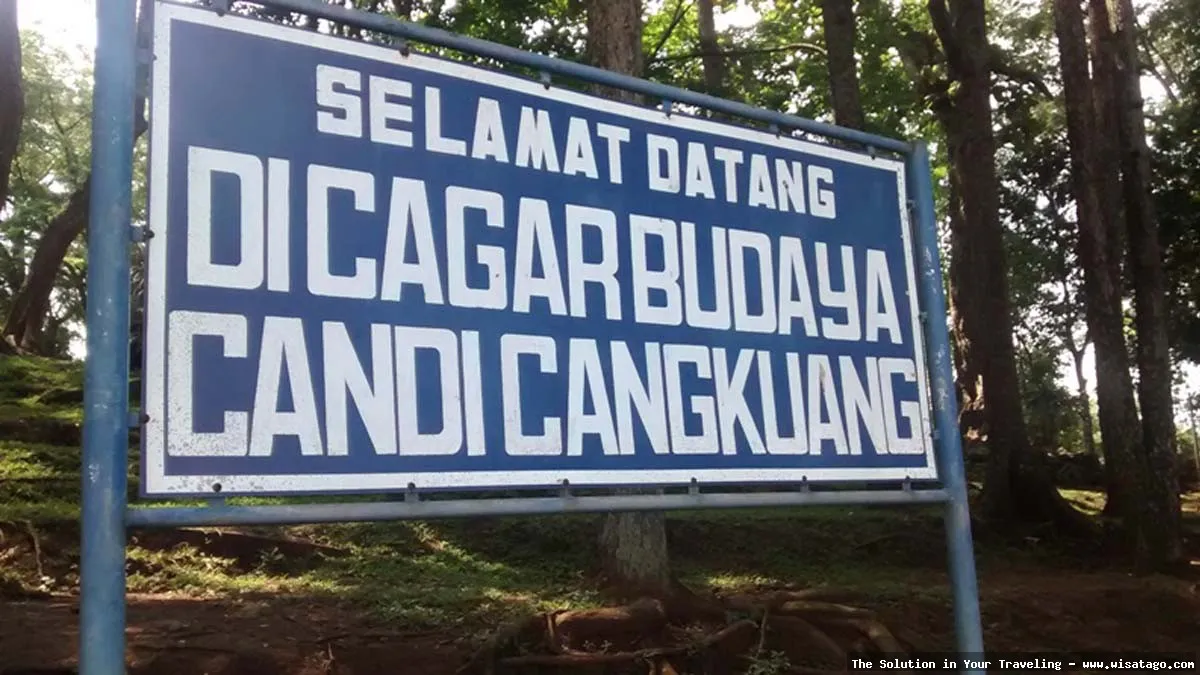 SELAMAT DATANG
DI CAGAR BUDAYA
CANDI CANGKUANG
The Solution in Your Traveling - www.wisatago.com